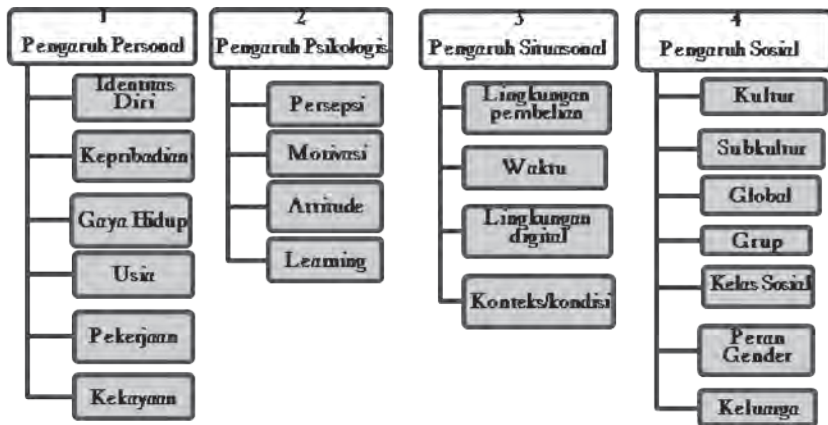 1
Pengaruh Personal
Identitas
Diri
Kepribadian
Gaya Hidup
Usia
Pekerjaan
Kekayaan
2
Pengaruh Psikologis
Persepsi
Motivasi
Attitude
Learning
3
Pengaruh Situasonal
Lingkungan
pembelian
Waktu
Lingkungan
digital
Konteks/kondisi
4
Pengaruh Sosial
Kultur
Subkultur
Global
Grup
Kelas Sosial
Peran
Gender
Keluarga